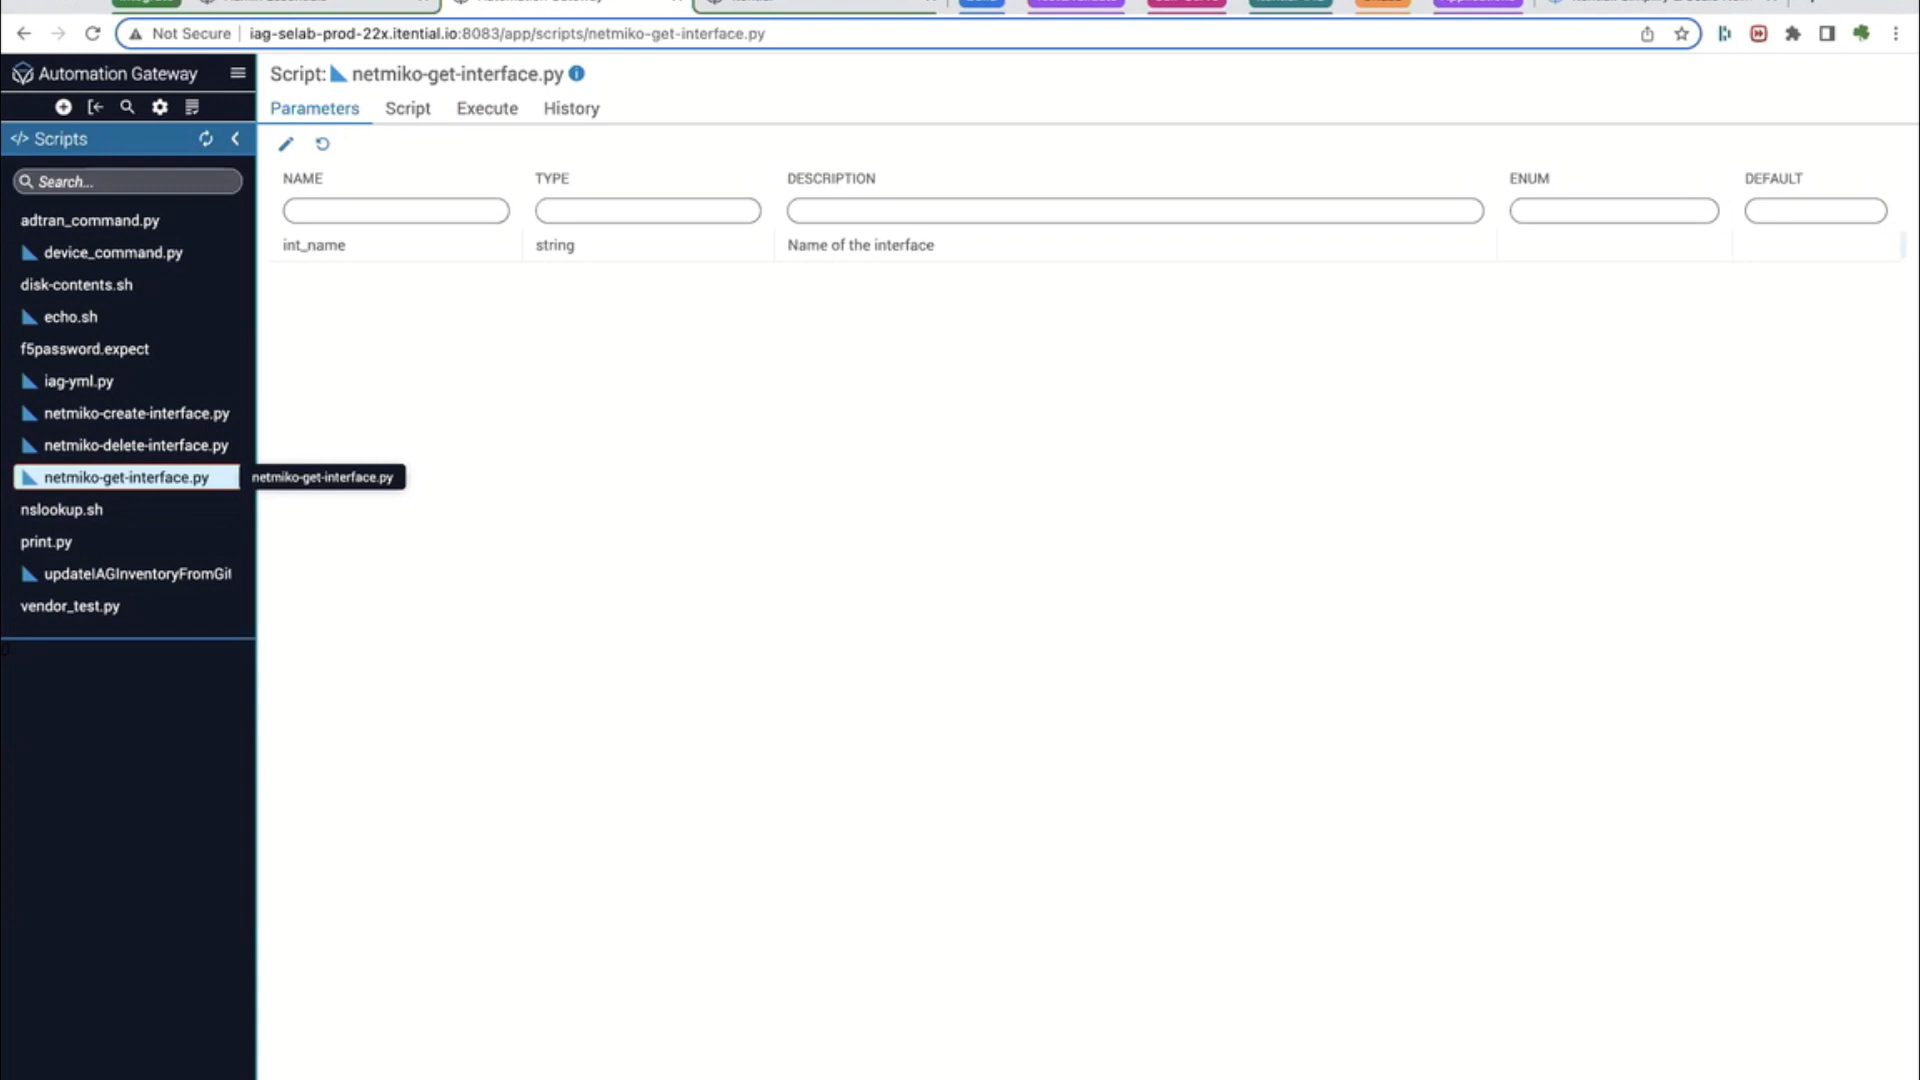 Not Secure iag-selab-prod-22x.itential.io:8083/app/scripts/netmiko-get-interface.py
Automation Gateway
</> Scripts
Search...
adtran_command.py
device_command.py
disk-contents.sh
echo.sh
f5password.expect
iag-yml.py
netmiko-create-interface.py
netmiko-delete-interface.py
netmiko-get-interface.py
netmiko-get-interface.py
nslookup.sh
print.py
updateIAGInventoryFromGit
vendor_test.py
Script: netmiko-get-interface.py
Parameters Script Execute History
NAME TYPE DESCRIPTION ENUM DEFAULT
int_name string Name of the interface